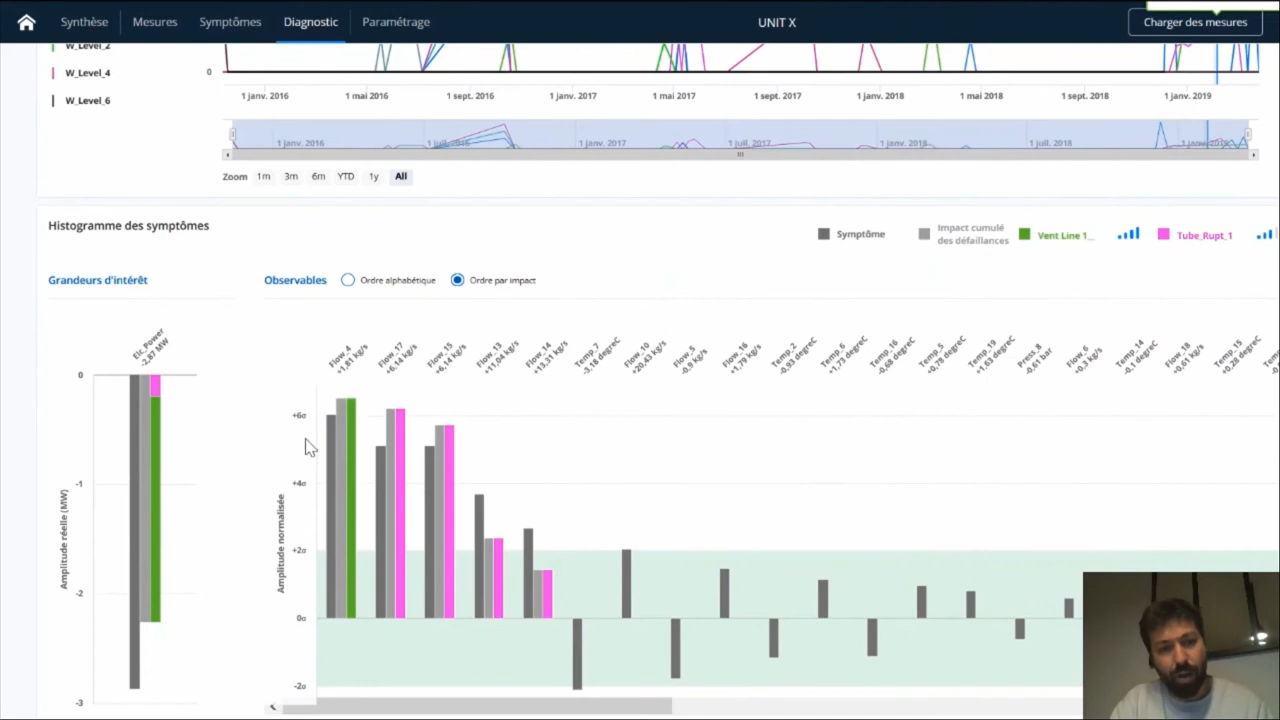 Synthèse Mesures Symptômes Diagnostic Paramétrage UNIT X Charger des mesures
W_Level_2
W_Level_4
W_Level_6
0
1 janv. 2016 1 mai 2016 1 sept. 2016 1 janv. 2017 1 mai 2017 1 sept. 2017 1 janv. 2018 1 mai 2018 1 sept. 2018 1 janv. 2019
1 janv. 2016 1 juil. 2016 1 janv. 2017 1 juil. 2017 1 janv. 2018 1 juil. 2018 1 janv. 2019
Zoom 1m 3m 6m YTD 1y All
Histogramme des symptômes
Symptôme
Impact cumulé
des défaillances
Vent Line 1_
Tube_Rupt_1
Grandeurs d'intérêt
Observables Ordre alphabétique Ordre par impact
Elc_Power
-2,87 MW
Flow_4
+1,81 kg/s
Flow_17
+6,14 kg/s
Flow_15
+6,14 kg/s
Flow_13
+11,04 kg/s
Flow_14
+13,31 kg/s
Temp_7
-3,18 degreC
Flow_10
+20,43 kg/s
Flow_5
-0,9 kg/s
Flow_16
+1,79 kg/s
Temp_2
-0,93 degreC
Temp_6
+1,73 degreC
Temp_16
-0,68 degreC
Temp_5
+0,78 degreC
Temp_19
+1,63 degreC
Press_8
-0,61 bar
Flow_6
+0,3 kg/s
Temp_14
-0,1 degreC
Flow_18
+0,61 kg/s
Temp_15
+0,28 degreC
Amplitude réelle (MW)
0
-1
-2
-3
Amplitude normalisée
+6σ
+4σ
+2σ
0σ
-2σ